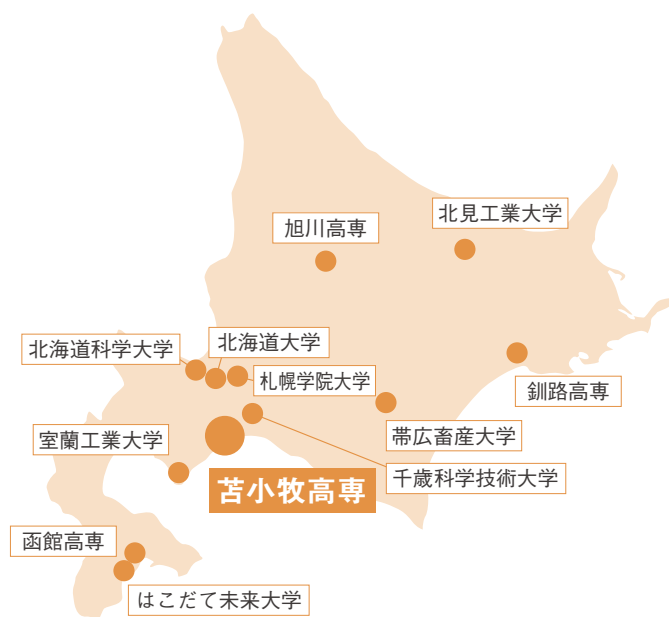 北見工業大学
旭川高専
北海道大学
北海道科学大学
札幌学院大学
釧路高専
帯広畜産大学
室蘭工業大学
千歳科学技術大学
苫小牧高専
函館高専
はこだて未来大学